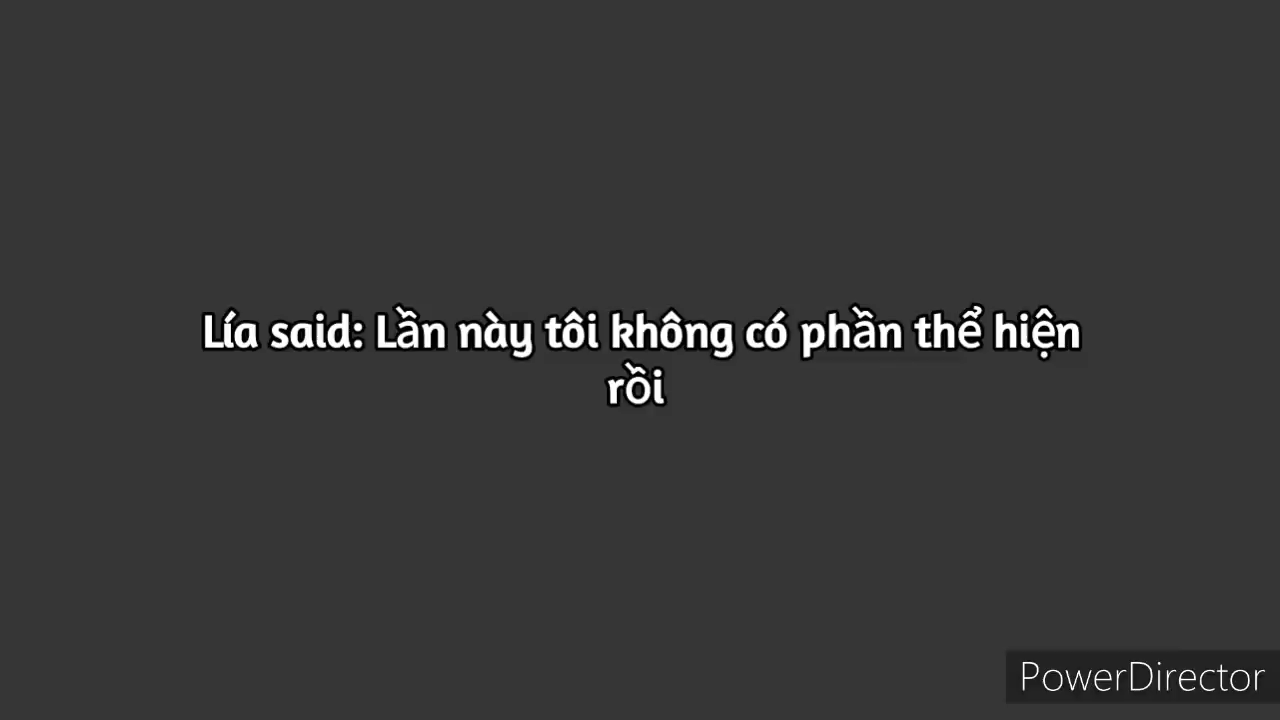 Lía said: Lần này tôi không có phần thể hiện
rồi
PowerDirector